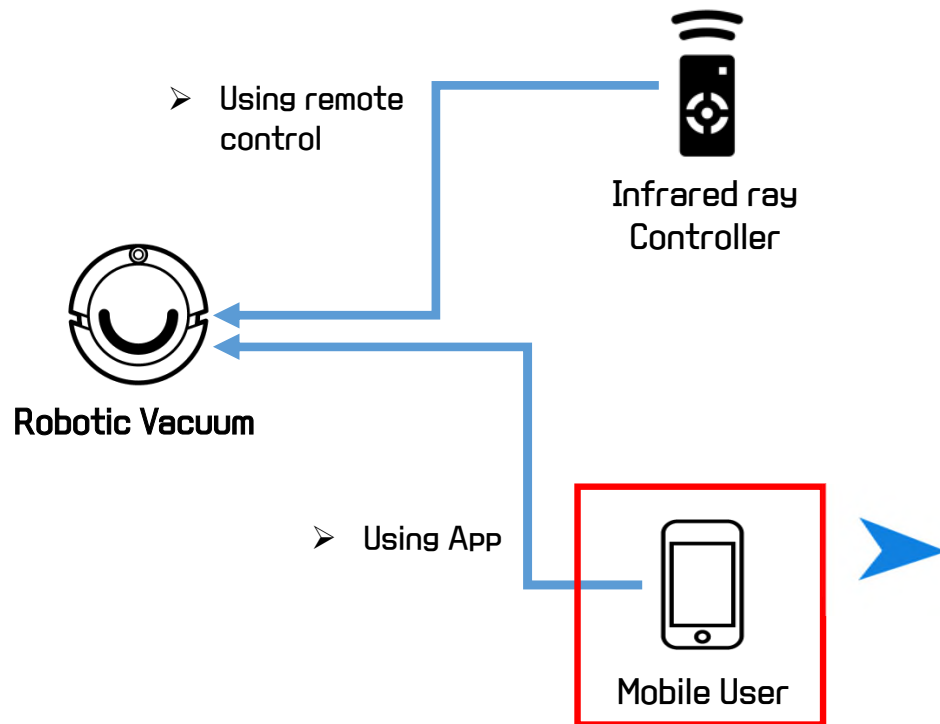 ➢ Using remote
control
Infrared ray
Controller
Robotic Vacuum
➢ Using App
Mobile User